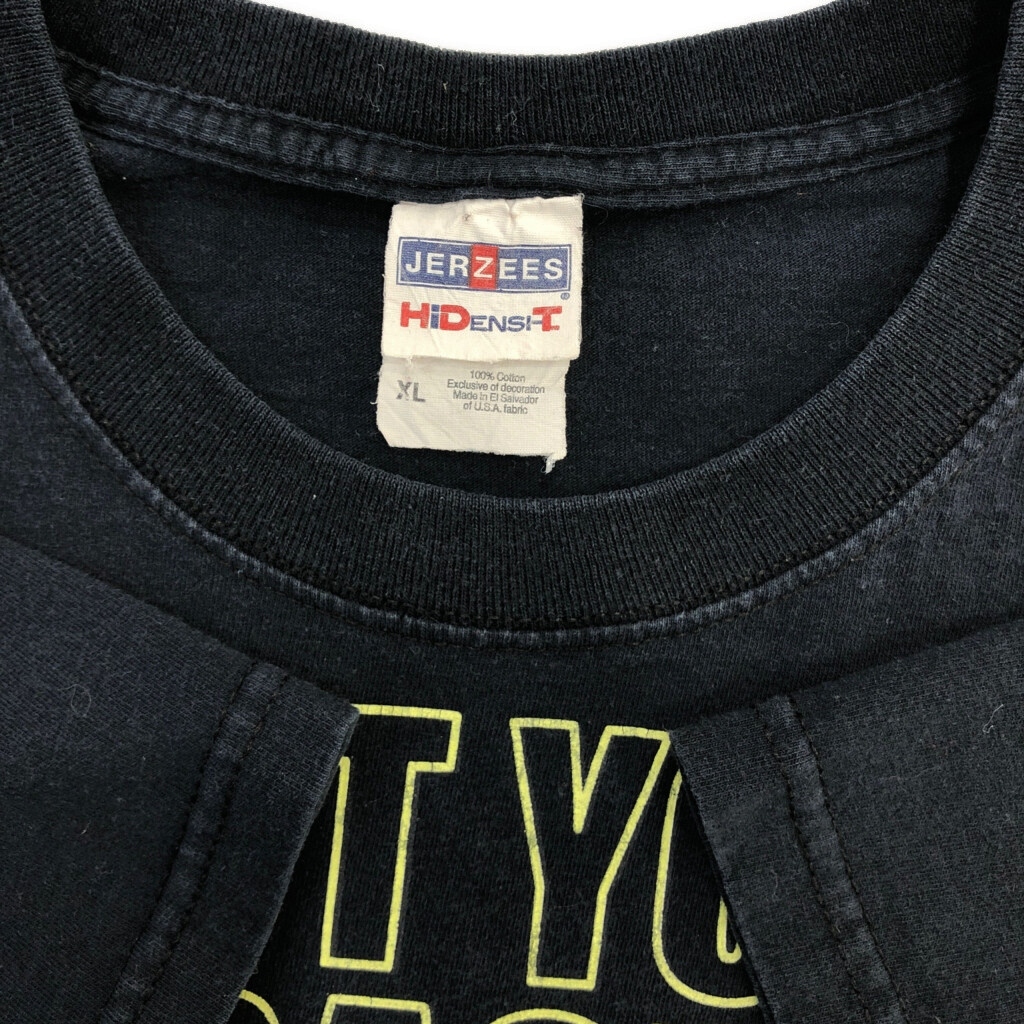 JERZEES
HiDENSI-T
XL
100% Cotton
Exclusive of decoration
Made in El Salvador
of U.S.A. fabric
T YO